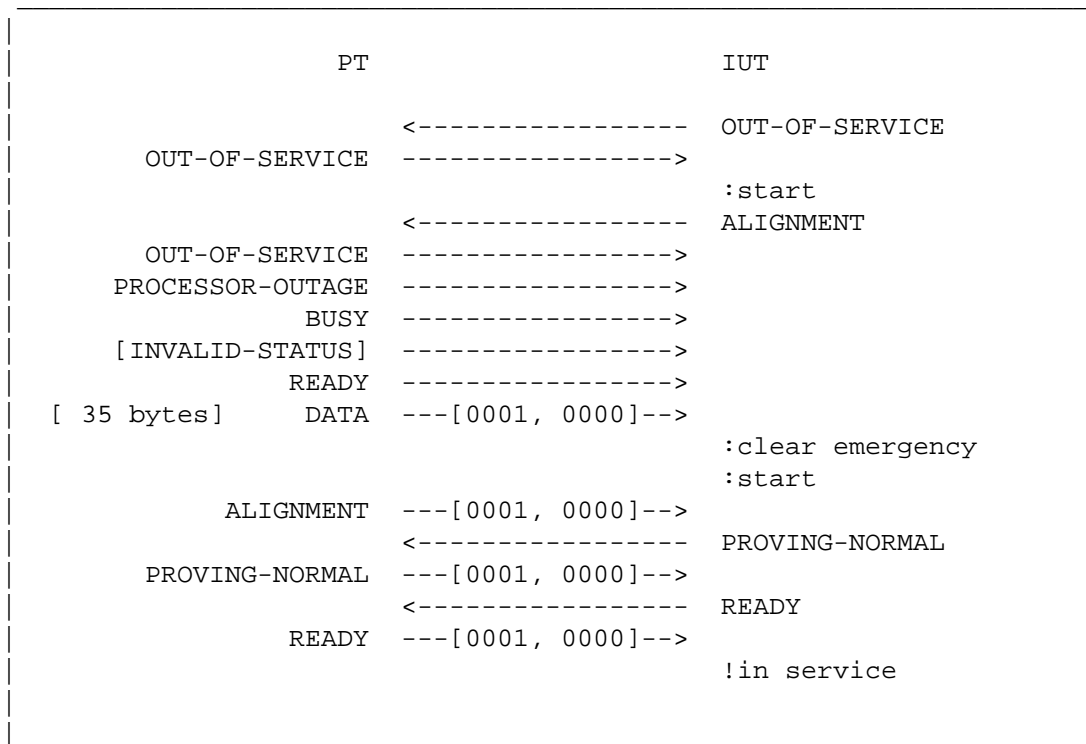 PT IUT
<----------------- OUT-OF-SERVICE
OUT-OF-SERVICE ----------------->
:start
<----------------- ALIGNMENT
OUT-OF-SERVICE ----------------->
PROCESSOR-OUTAGE ----------------->
BUSY ----------------->
[INVALID-STATUS] ----------------->
READY ----------------->
[ 35 bytes] DATA ---[0001, 0000]-->
:clear emergency
:start
ALIGNMENT ---[0001, 0000]-->
<----------------- PROVING-NORMAL
PROVING-NORMAL ---[0001, 0000]-->
<----------------- READY
READY ---[0001, 0000]-->
!in service